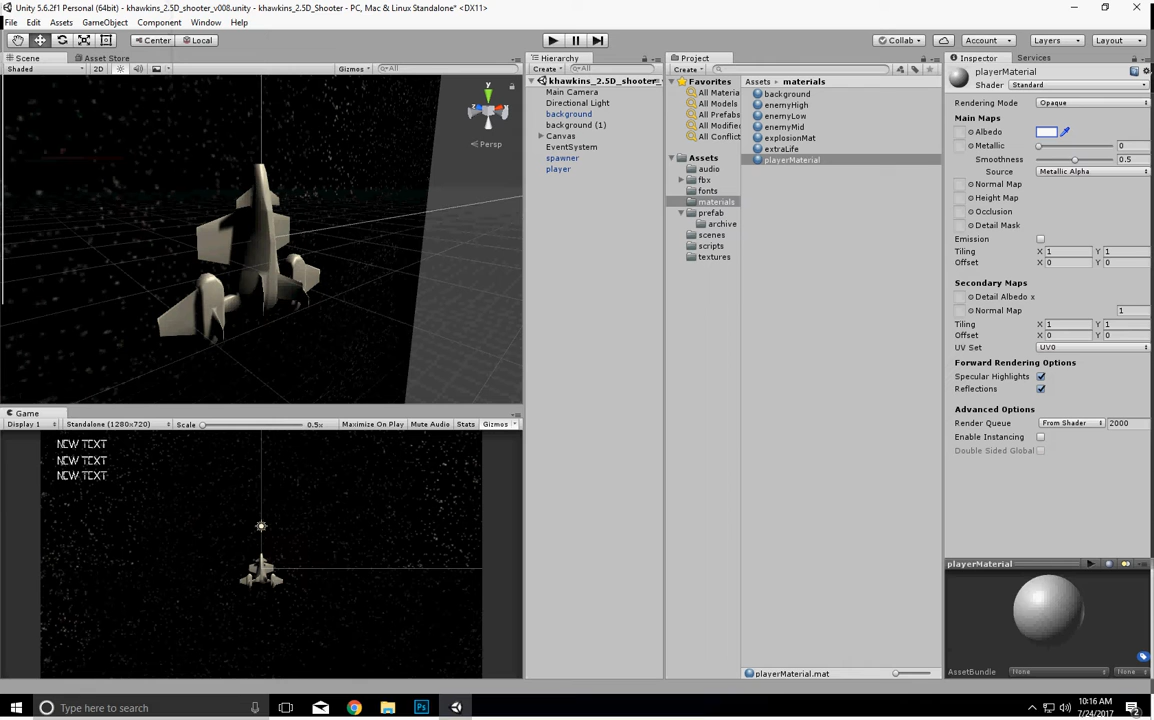 Unity 5.6.2f1 Personal (64bit) - khawkins_2.5D_shooter_v008.unity - khawkins_2.5D_Shooter - PC, Mac & Linux Standalone* <DX11>
File Edit Assets GameObject Component Window Help
Center Local
Collab Account Layers Layout
Scene Asset Store
Shaded 2D Gizmos All
y
x
Persp
Game
Display 1 Standalone (1280x720) Scale 0.5x Maximize On Play Mute Audio Stats Gizmos
NEW TEXT
NEW TEXT
NEW TEXT
Hierarchy
Create All
khawkins_2.5D_shooter_
Main Camera
Directional Light
background
background (1)
Canvas
EventSystem
spawner
player
Project
Create
Favorites
All Materia
All Models
All Prefabs
All Modifie
All Conflict
Assets
audio
fbx
fonts
materials
prefab
archive
scenes
scripts
textures
Assets materials
background
enemyHigh
enemyLow
enemyMid
explosionMat
extraLife
playerMaterial
playerMaterial.mat
Inspector Services
playerMaterial
Shader Standard
Rendering Mode Opaque
Main Maps
Albedo
Metallic 0
Smoothness 0.5
Source Metallic Alpha
Normal Map
Height Map
Occlusion
Detail Mask
Emission
Tiling X 1 Y 1
Offset X 0 Y 0
Secondary Maps
Detail Albedo x
Normal Map 1
Tiling X 1 Y 1
Offset X 0 Y 0
UV Set UV0
Forward Rendering Options
Specular Highlights
Reflections
Advanced Options
Render Queue From Shader 2000
Enable Instancing
Double Sided Global
playerMaterial
AssetBundle None None
Type here to search
Ps
10:16 AM
7/24/2017
2